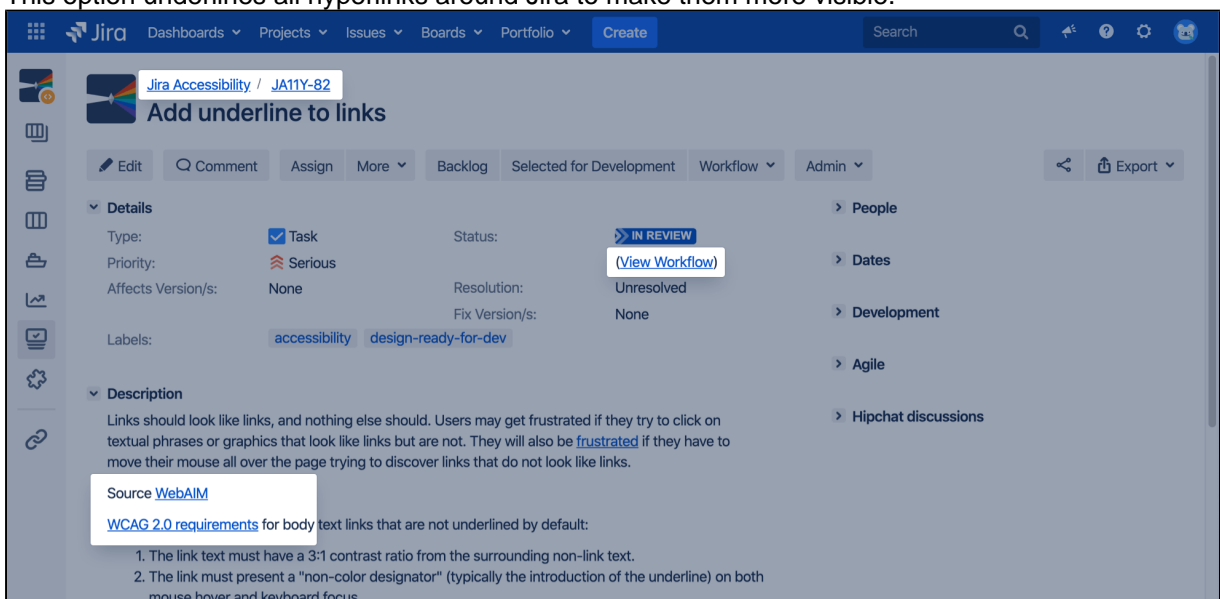 This option underlines all hyperlinks around Jira to make them more visible.
Jira Dashboards Projects Issues Boards Portfolio Create Search
Jira Accessibility / JA11Y-82
Add underline to links
Edit Comment Assign More Backlog Selected for Development Workflow Admin Export
Details
People
Type: Task Status: IN REVIEW
Priority: Serious (View Workflow)
Dates
Affects Version/s: None Resolution: Unresolved
Fix Version/s: None
Development
Labels: accessibility design-ready-for-dev
Agile
Description
Hipchat discussions
Links should look like links, and nothing else should. Users may get frustrated if they try to click on
textual phrases or graphics that look like links but are not. They will also be frustrated if they have to
move their mouse all over the page trying to discover links that do not look like links.
Source WebAIM
WCAG 2.0 requirements for body text links that are not underlined by default:
1. The link text must have a 3:1 contrast ratio from the surrounding non-link text.
2. The link must present a "non-color designator" (typically the introduction of the underline) on both
mouse hover and keyboard focus